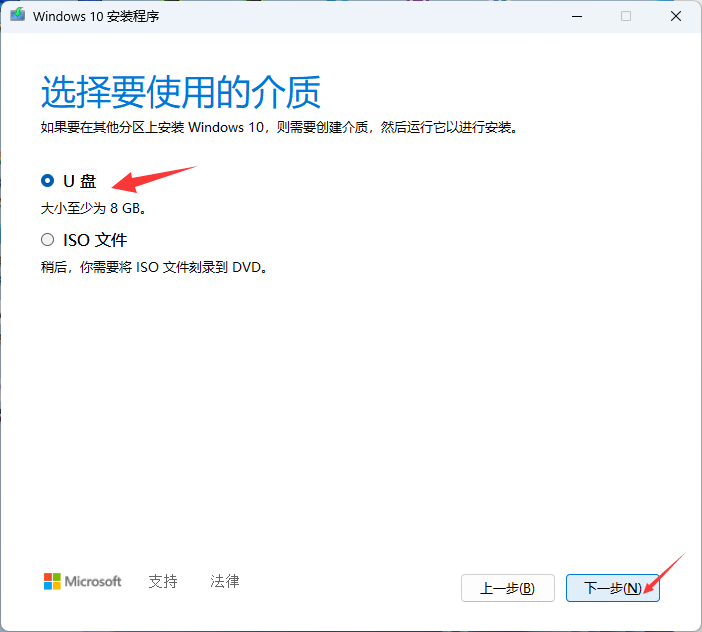 Windows 10 安装程序
选择要使用的介质
如果要在其他分区上安装 Windows 10，则需要创建介质，然后运行它以进行安装。
U 盘
大小至少为 8 GB。
ISO 文件
稍后，你需要将 ISO 文件刻录到 DVD。
Microsoft 支持 法律
上一步(B) 下一步(N)